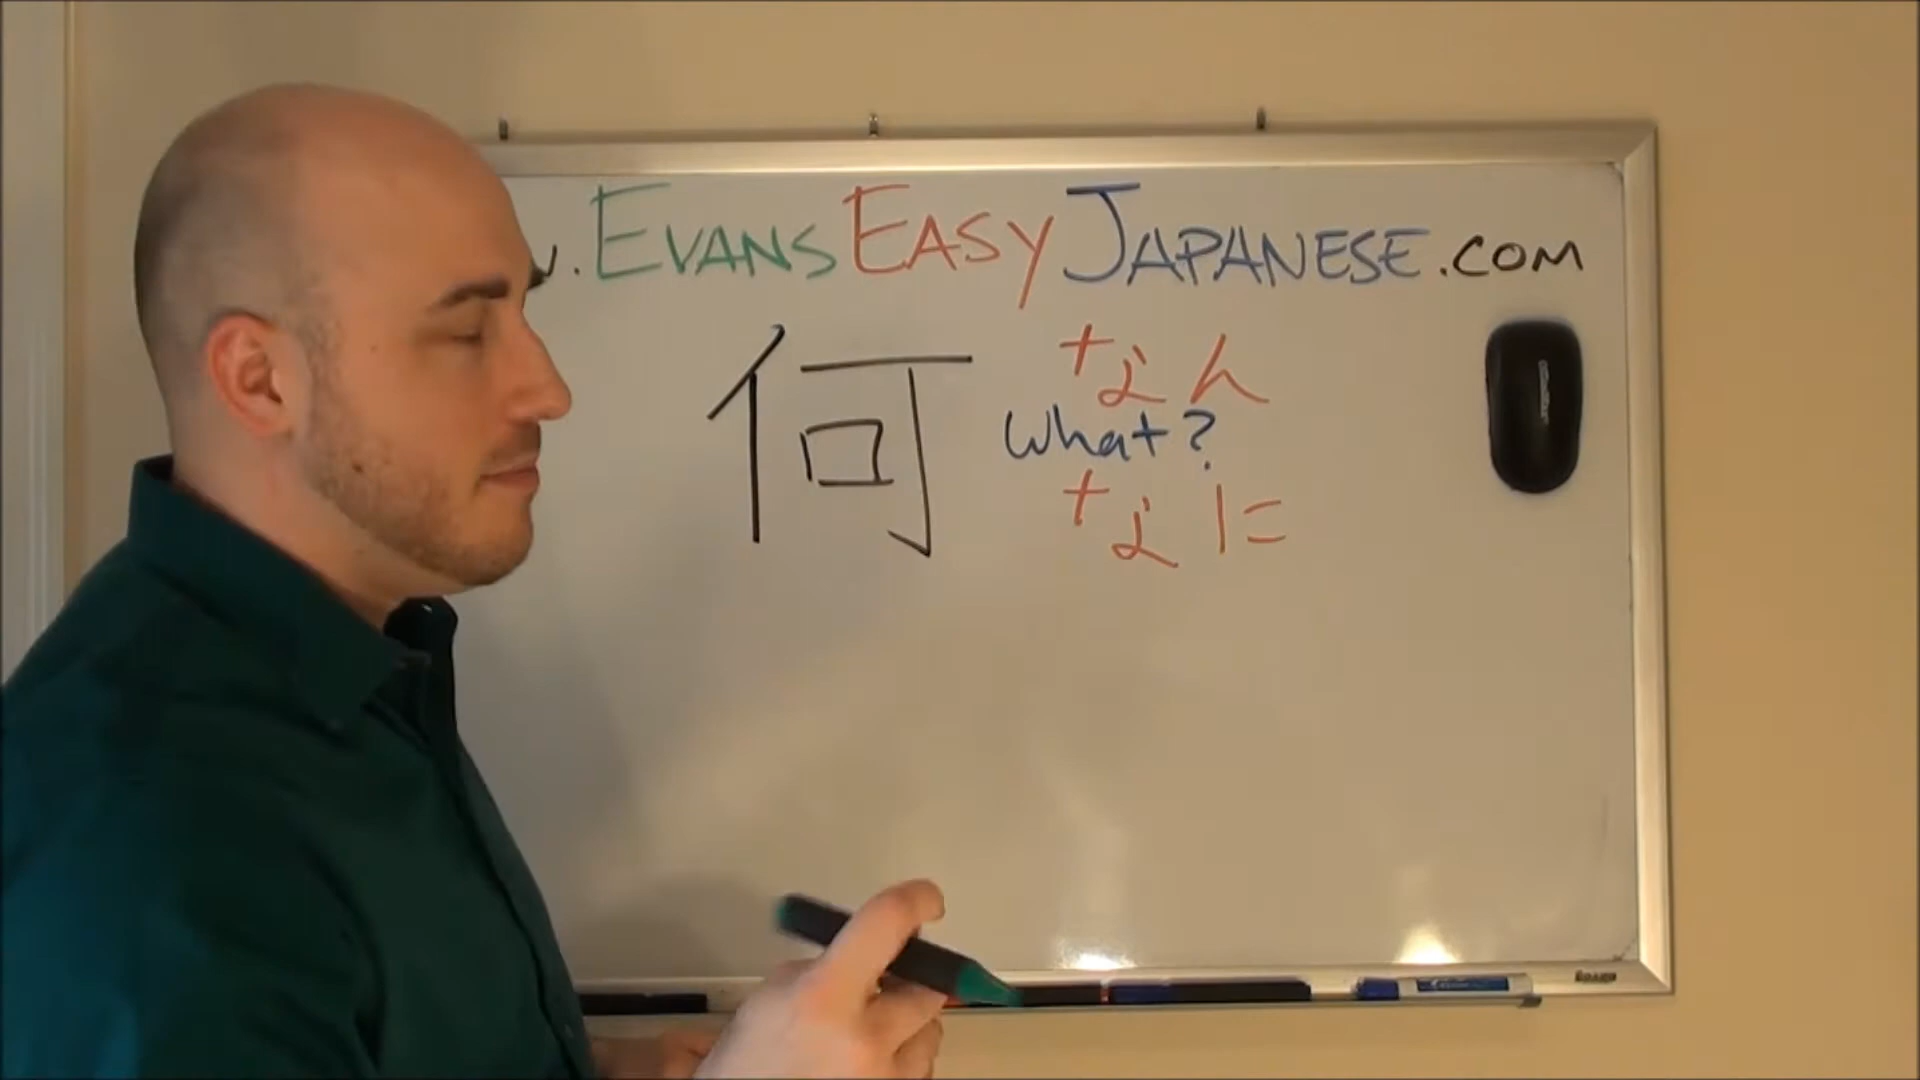 .EvansEasyJapanese.com
何
なん
What?
なに